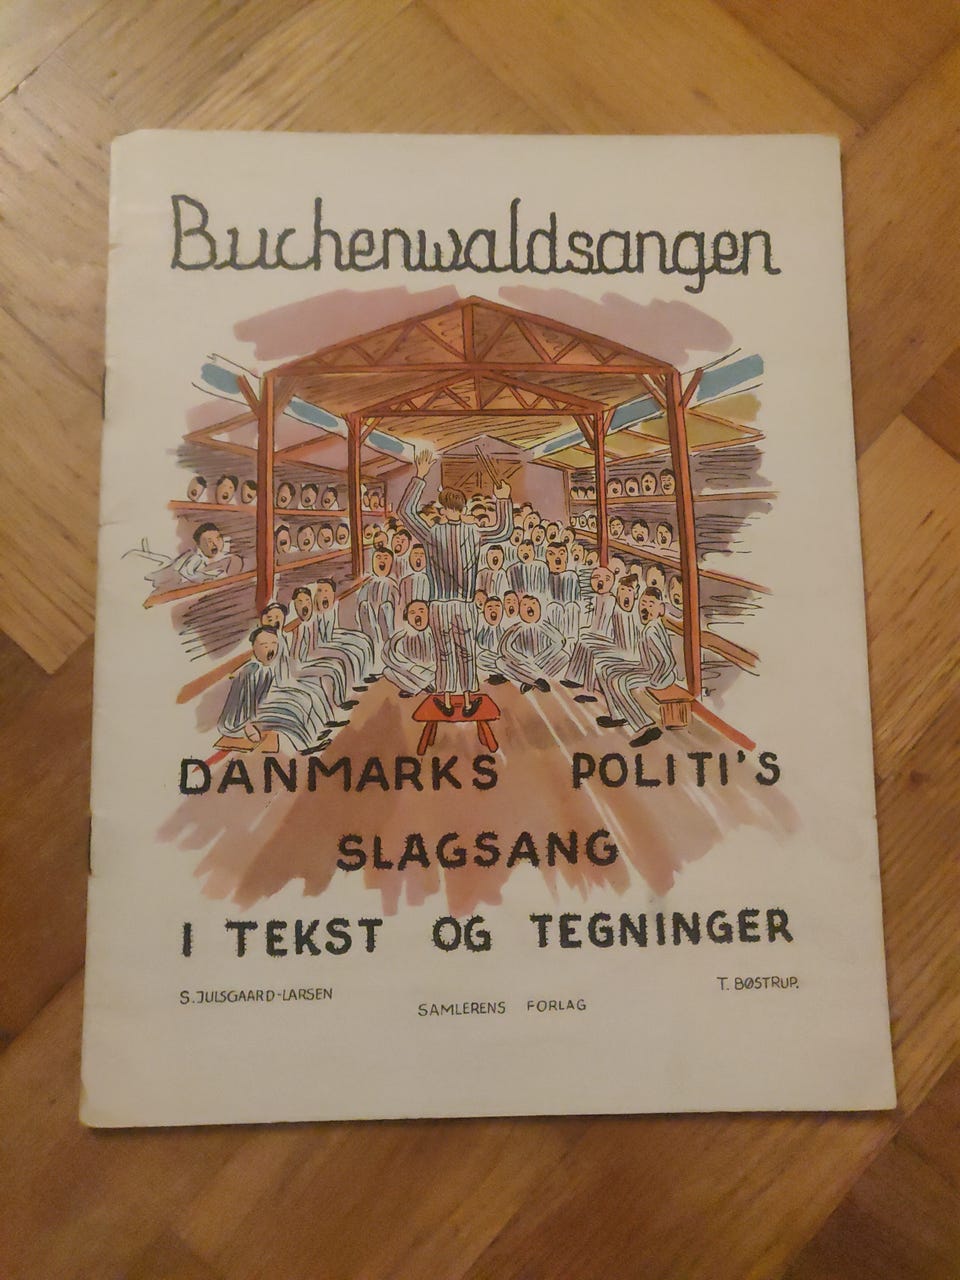 Buchenwaldsangen
DANMARKS POLITI'S
SLAGSANG
I TEKST OG TEGNINGER
S. JULSGAARD-LARSEN
T. BØSTRUP.
SAMLERENS FORLAG